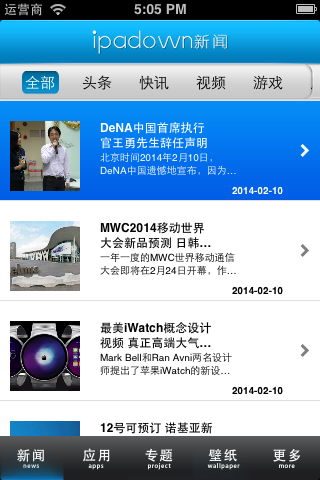 运营商
5:05 PM
ipadown新闻
全部 头条 快讯 视频 游戏
DeNA中国首席执行
官王勇先生辞任声明
北京时间2014年2月10日，
DeNA中国遗憾地宣布，因为...
2014-02-10
MWC2014移动世界
大会新品预测 日韩...
一年一度的MWC世界移动通信
大会即将在2月24日开幕，作...
2014-02-10
最美iWatch概念设计
视频 真正高端大气...
Mark Bell和Ran Avni两名设计
师提出了苹果iWatch的新设...
2014-02-10
12号可预订 诺基亚新
新闻 应用 专题 壁纸 更多
news apps project wallpaper more